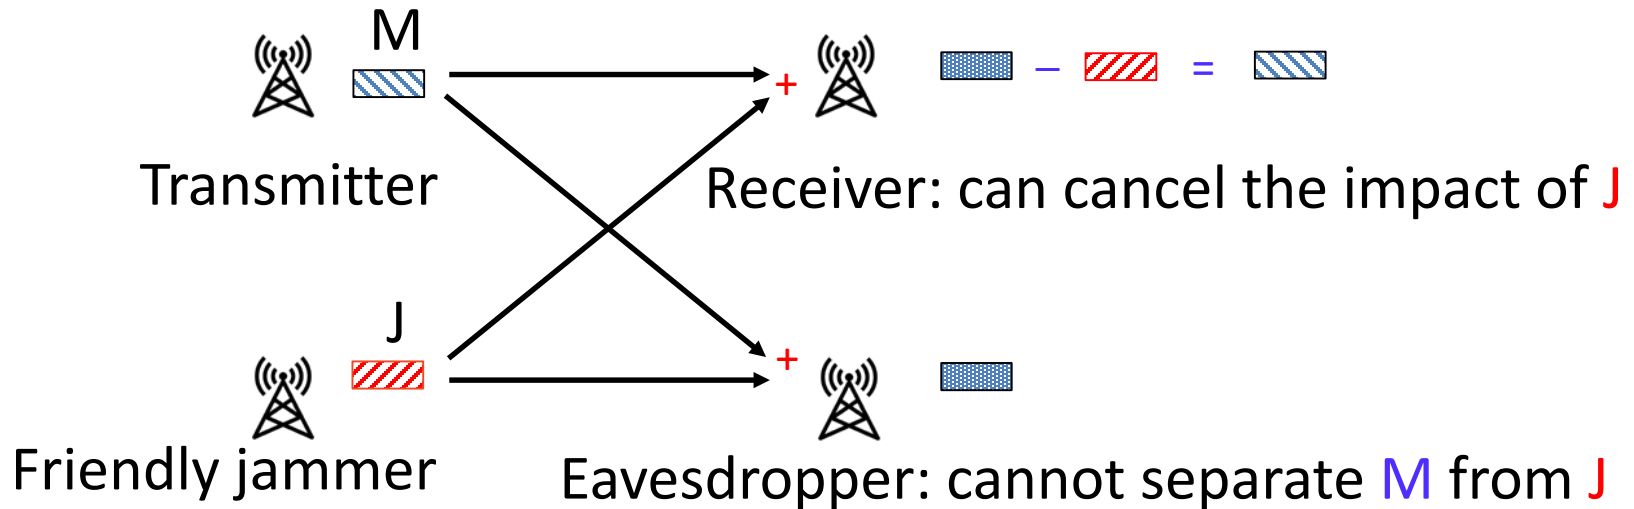 M
+ − =
Transmitter
Receiver: can cancel the impact of J
J
+
Friendly jammer
Eavesdropper: cannot separate M from J